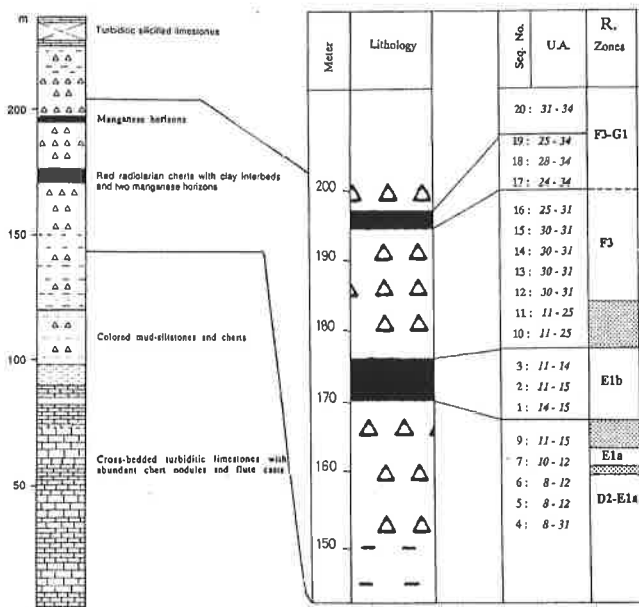 m
200
150
100
50
Turbiditic silicified limestones
Manganese horizons
Red radiolarian cherts with clay interbeds
and two manganese horizons
Colored mud-siltstones and cherts
Cross-bedded turbiditic limestones with
abundant chert nodules and flute casts
Meter
Lithology
Seq. No.
U.A.
R.
Zones
200
190
180
170
160
150
20: 31 - 34
19: 25 - 34
18: 28 - 34
17: 24 - 34
16: 25 - 31
15: 30 - 31
14: 30 - 31
13: 30 - 31
12: 30 - 31
11: 11 - 25
10: 11 - 25
3: 11 - 14
2: 11 - 15
1: 14 - 15
9: 11 - 15
7: 10 - 12
6: 8 - 12
5: 8 - 12
4: 8 - 31
F3-G1
F3
E1b
E1a
D2-E1a